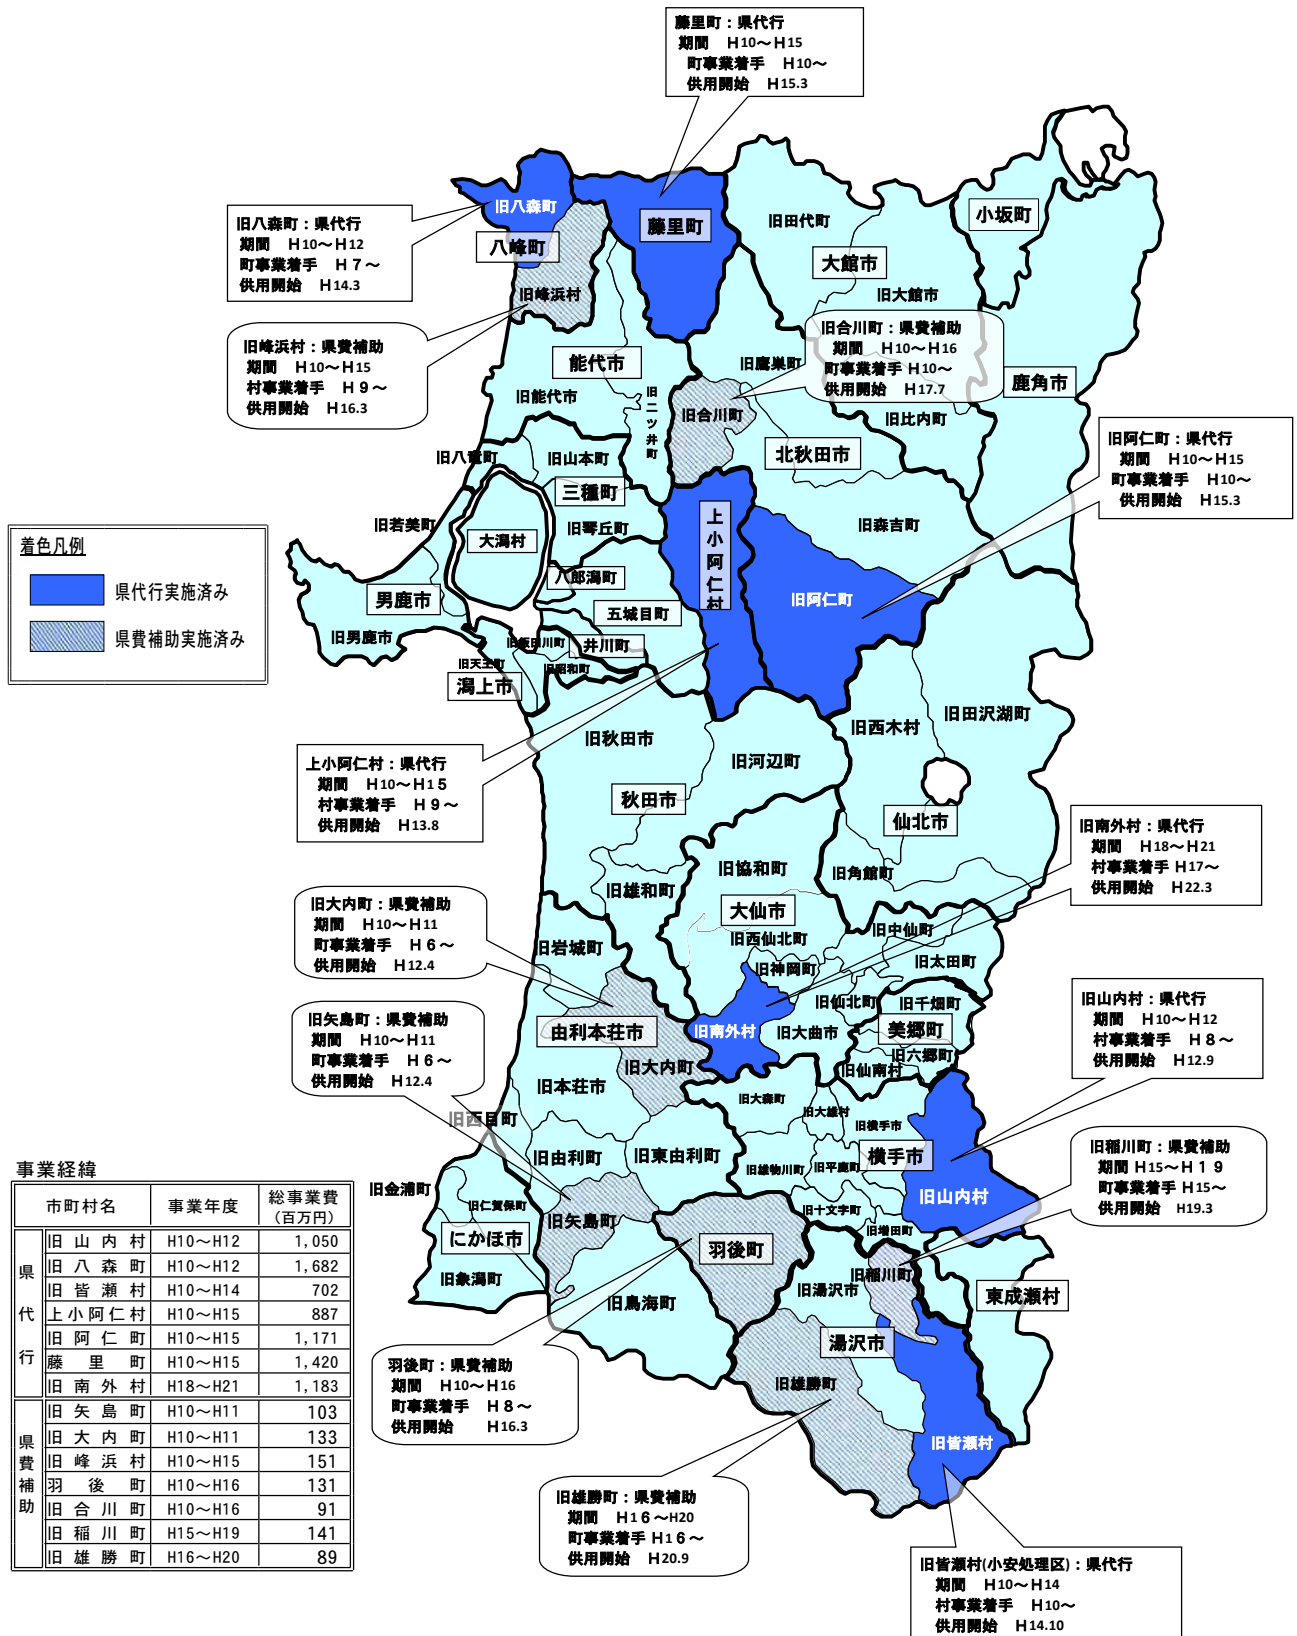 藤里町：県代行
期間　Ｈ10～Ｈ15
町事業着手　Ｈ10～
供用開始　Ｈ15.3
旧八森町：県代行
期間　Ｈ10～Ｈ12
町事業着手　Ｈ７～
供用開始　Ｈ14.3
旧峰浜村：県費補助
期間　Ｈ10～Ｈ15
村事業着手　Ｈ９～
供用開始　Ｈ16.3
旧合川町：県費補助
期間　Ｈ10～Ｈ16
町事業着手 Ｈ10～
供用開始　Ｈ17.7
旧阿仁町：県代行
期間　Ｈ10～Ｈ15
町事業着手　Ｈ10～
供用開始　Ｈ15.3
旧八森町
八峰町
旧峰浜村
藤里町
旧田代町
大館市
旧大館市
小坂町
鹿角市
能代市
旧能代市
旧二ツ井町
旧鷹巣町
旧合川町
旧比内町
北秋田市
旧森吉町
旧阿仁町
上小阿仁村
旧八竜町
旧山本町
三種町
旧琴丘町
旧若美町
大潟村
八郎潟町
男鹿市
旧男鹿市
五城目町
井川町
旧飯田川町
旧昭和町
旧天王町
潟上市
着色凡例
県代行実施済み
県費補助実施済み
旧秋田市
旧河辺町
秋田市
旧雄和町
旧西木村
旧田沢湖町
仙北市
旧角館町
上小阿仁村：県代行
期間　Ｈ10～Ｈ１５
村事業着手　Ｈ９～
供用開始　Ｈ13.8
旧南外村：県代行
期間　Ｈ18～Ｈ21
村事業着手 Ｈ17～
供用開始　Ｈ22.3
旧大内町：県費補助
期間　Ｈ10～Ｈ11
町事業着手　Ｈ６～
供用開始　Ｈ12.4
旧協和町
大仙市
旧西仙北町
旧中仙町
旧神岡町
旧太田町
旧仙北町
旧南外村
旧大曲市
旧千畑町
美郷町
旧六郷町
旧仙南村
旧山内村：県代行
期間　Ｈ10～Ｈ12
村事業着手　Ｈ８～
供用開始　Ｈ12.9
旧矢島町：県費補助
期間　Ｈ10～Ｈ11
町事業着手　Ｈ６～
供用開始　Ｈ12.4
旧岩城町
由利本荘市
旧大内町
旧本荘市
旧西目町
旧由利町
旧東由利町
旧矢島町
旧鳥海町
旧金浦町
旧仁賀保町
にかほ市
旧象潟町
旧大森町
旧大雄村
旧横手市
横手市
旧雄物川町
旧平鹿町
旧山内村
旧十文字町
旧増田町
旧稲川町：県費補助
期間 Ｈ15～Ｈ１９
町事業着手 Ｈ15～
供用開始　H19.3
羽後町
旧湯沢市
旧稲川町
東成瀬村
湯沢市
旧雄勝町
旧皆瀬村
羽後町：県費補助
期間　Ｈ10～Ｈ16
町事業着手　Ｈ８～
供用開始　Ｈ16.3
旧雄勝町：県費補助
期間　Ｈ１６～H20
町事業着手 Ｈ１６～
供用開始　Ｈ20.9
旧皆瀬村(小安処理区)：県代行
期間　Ｈ10～Ｈ14
村事業着手　Ｈ10～
供用開始　Ｈ14.10
事業経緯
市町村名　事業年度　総事業費（百万円）
県代行
旧山内村　H10～H12　1,050
旧八森町　H10～H12　1,682
旧皆瀬村　H10～H14　702
上小阿仁村　H10～H15　887
旧阿仁町　H10～H15　1,171
藤里町　H10～H15　1,420
旧南外村　H18～H21　1,183
県費補助
旧矢島町　H10～H11　103
旧大内町　H10～H11　133
旧峰浜村　H10～H15　151
羽後町　H10～H16　131
旧合川町　H10～H16　91
旧稲川町　H15～H19　141
旧雄勝町　H16～H20　89